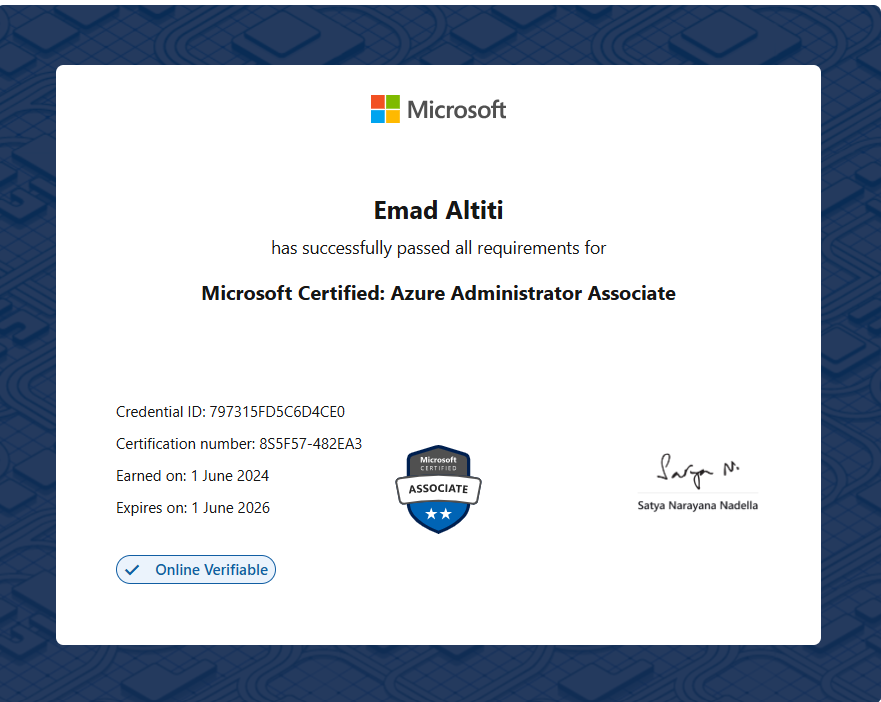 Microsoft
Emad Altiti
has successfully passed all requirements for
Microsoft Certified: Azure Administrator Associate
Credential ID: 797315FD5C6D4CE0
Certification number: 8S5F57-482EA3
Earned on: 1 June 2024
Expires on: 1 June 2026
Online Verifiable
Microsoft
CERTIFIED
ASSOCIATE
Satya N.
Satya Narayana Nadella